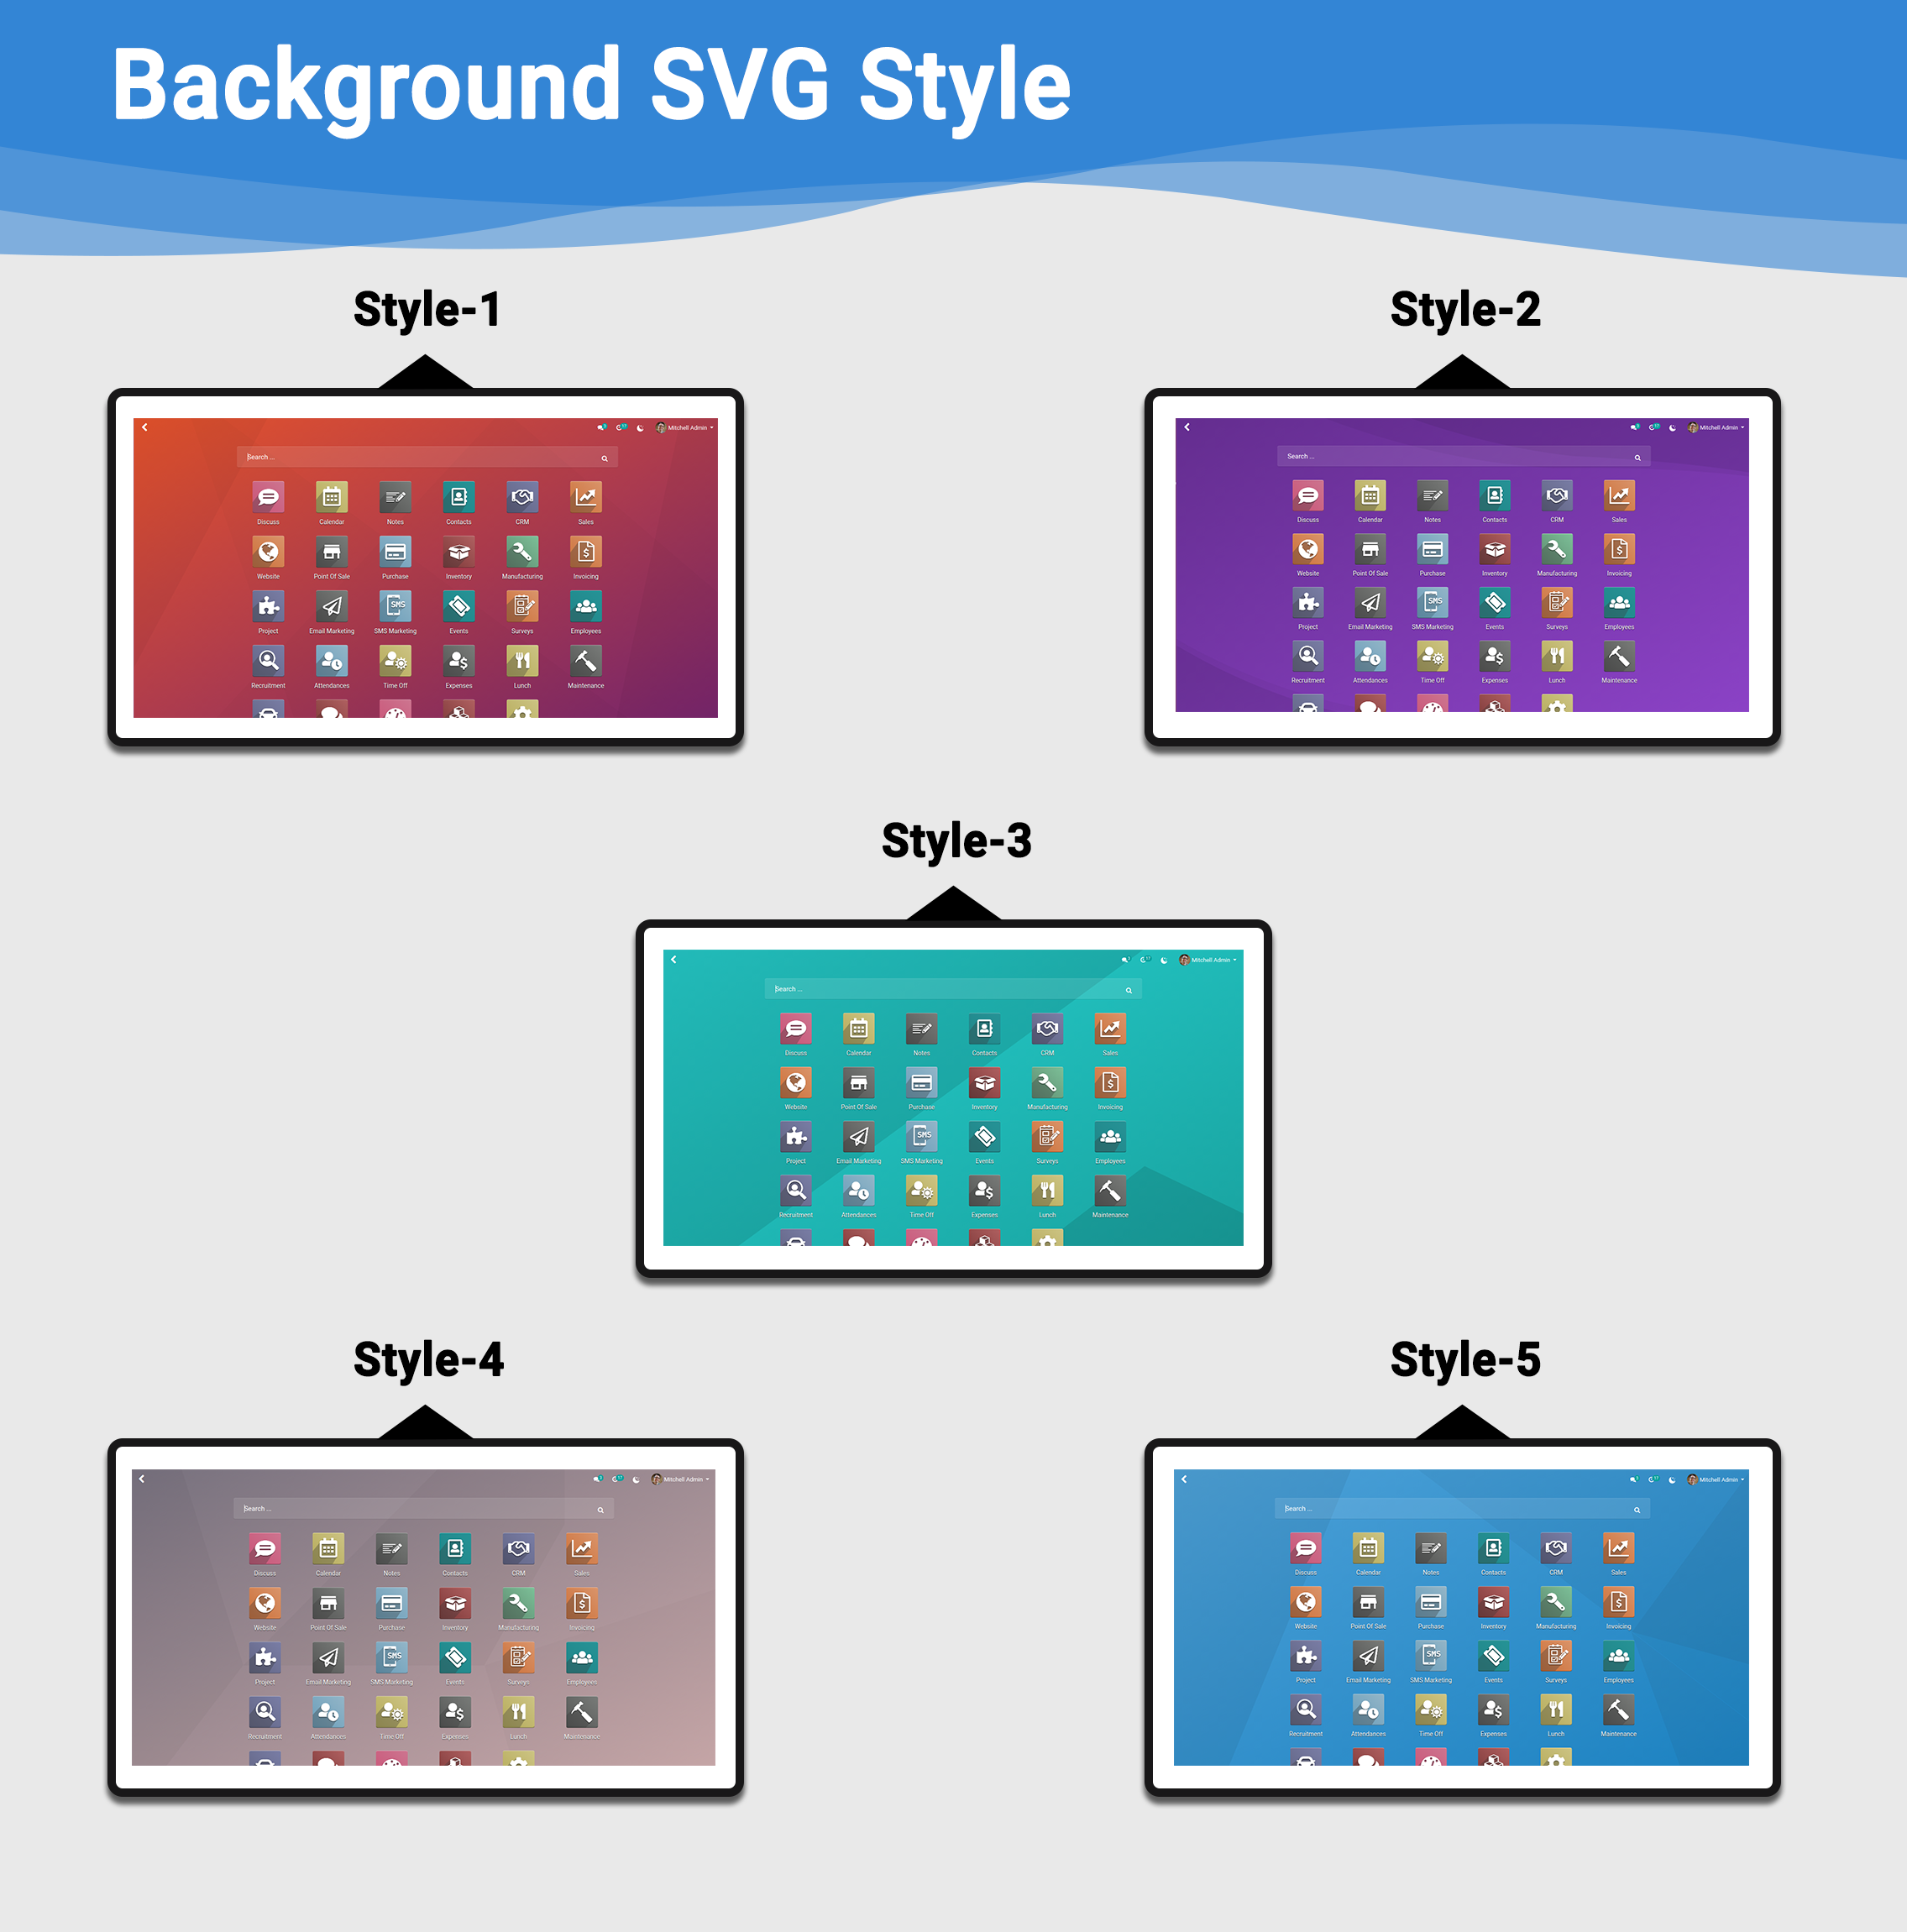 Background SVG Style
Style-1
Mitchell Admin
Search ...
Discuss Calendar Notes Contacts CRM Sales
Website Point Of Sale Purchase Inventory Manufacturing Invoicing
SMS
Project Email Marketing SMS Marketing Events Surveys Employees
Recruitment Attendances Time Off Expenses Lunch Maintenance
Style-2
Mitchell Admin
Search ...
Discuss Calendar Notes Contacts CRM Sales
Website Point Of Sale Purchase Inventory Manufacturing Invoicing
SMS
Project Email Marketing SMS Marketing Events Surveys Employees
Recruitment Attendances Time Off Expenses Lunch Maintenance
Style-3
Mitchell Admin
Search ...
Discuss Calendar Notes Contacts CRM Sales
Website Point Of Sale Purchase Inventory Manufacturing Invoicing
SMS
Project Email Marketing SMS Marketing Events Surveys Employees
Recruitment Attendances Time Off Expenses Lunch Maintenance
Style-4
Mitchell Admin
Search ...
Discuss Calendar Notes Contacts CRM Sales
Website Point Of Sale Purchase Inventory Manufacturing Invoicing
SMS
Project Email Marketing SMS Marketing Events Surveys Employees
Recruitment Attendances Time Off Expenses Lunch Maintenance
Style-5
Mitchell Admin
Search ...
Discuss Calendar Notes Contacts CRM Sales
Website Point Of Sale Purchase Inventory Manufacturing Invoicing
SMS
Project Email Marketing SMS Marketing Events Surveys Employees
Recruitment Attendances Time Off Expenses Lunch Maintenance